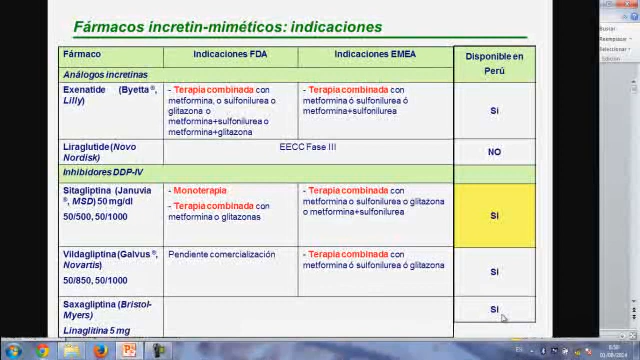 Fármacos incretin-miméticos: indicaciones
Fármaco
Indicaciones FDA
Indicaciones EMEA
Disponible en
Perú
Análogos incretinas
Exenatide (Byetta®,
Lilly)
- Terapia combinada con
metformina, o sulfonilurea o
glitazona o
metformina+sulfonilurea o
metformina+glitazona
- Terapia combinada con
metformina ó sulfonilurea ó
metformina+sulfonilurea
Si
Liraglutide (Novo
Nordisk)
EECC Fase III
NO
Inhibidores DDP-IV
Sitagliptina (Januvia
®, MSD) 50 mg/dl
50/500, 50/1000
- Monoterapia
- Terapia combinada con
metformina o glitazonas
- Terapia combinada con
metformina o sulfonilurea o glitazona
o metformina+sulfonilurea
SI
Vildagliptina (Galvus ®,
Novartis)
50/850, 50/1000
Pendiente comercialización
- Terapia combinada con
metformina ó sulfonilurea ó glitazona
Si
Saxagliptina (Bristol-
Myers)
Linaglitina 5 mg
SI
Buscar
Reemplazar
ES